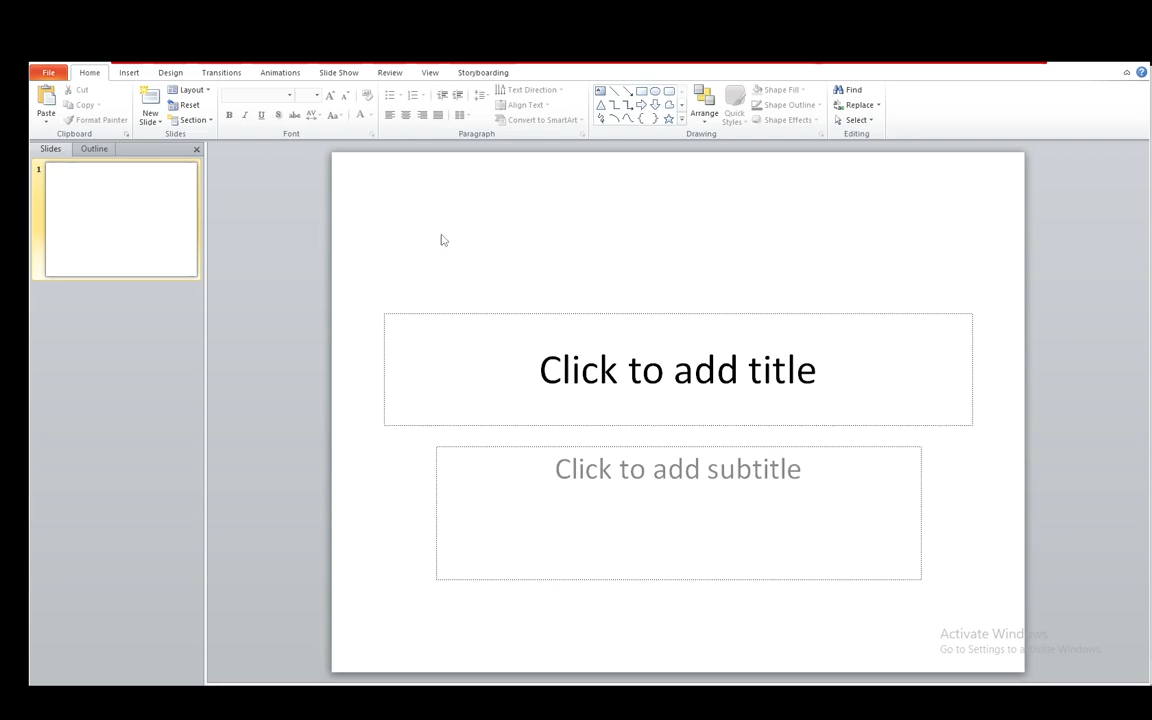 File Home Insert Design Transitions Animations Slide Show Review View Storyboarding
Cut Layout Text Direction Shape Fill Find
Copy Reset Align Text Shape Outline Replace
Paste Format Painter New Slide Section B I U S abc AV Aa A Convert to SmartArt Arrange Quick Styles Shape Effects Select
Clipboard Slides Font Paragraph Drawing Editing
Slides Outline
1
Click to add title
Click to add subtitle
Activate Windows
Go to Settings to activate Windows.